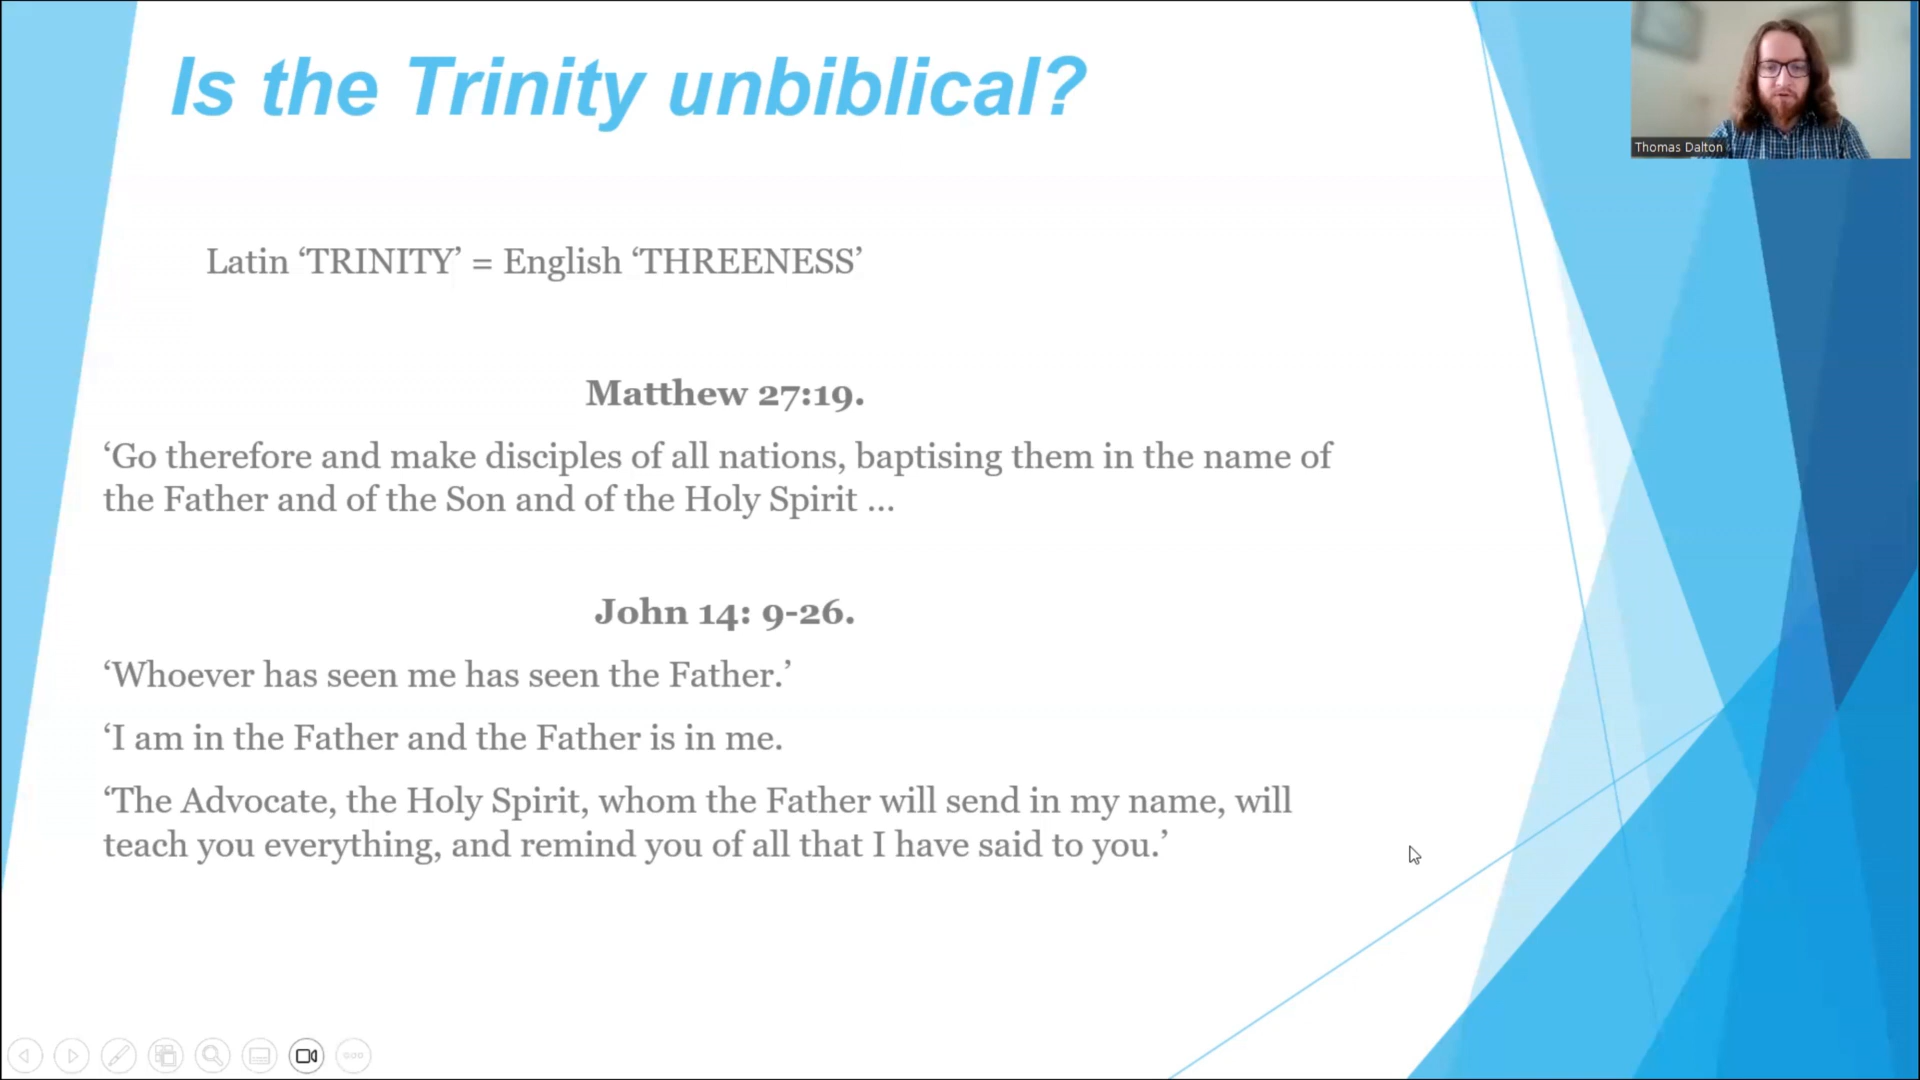 Is the Trinity unbiblical?
Thomas Dalton
Latin ‘TRINITY’ = English ‘THREENESS’
Matthew 27:19.
‘Go therefore and make disciples of all nations, baptising them in the name of
the Father and of the Son and of the Holy Spirit ...
John 14: 9-26.
‘Whoever has seen me has seen the Father.’
‘I am in the Father and the Father is in me.
‘The Advocate, the Holy Spirit, whom the Father will send in my name, will
teach you everything, and remind you of all that I have said to you.’